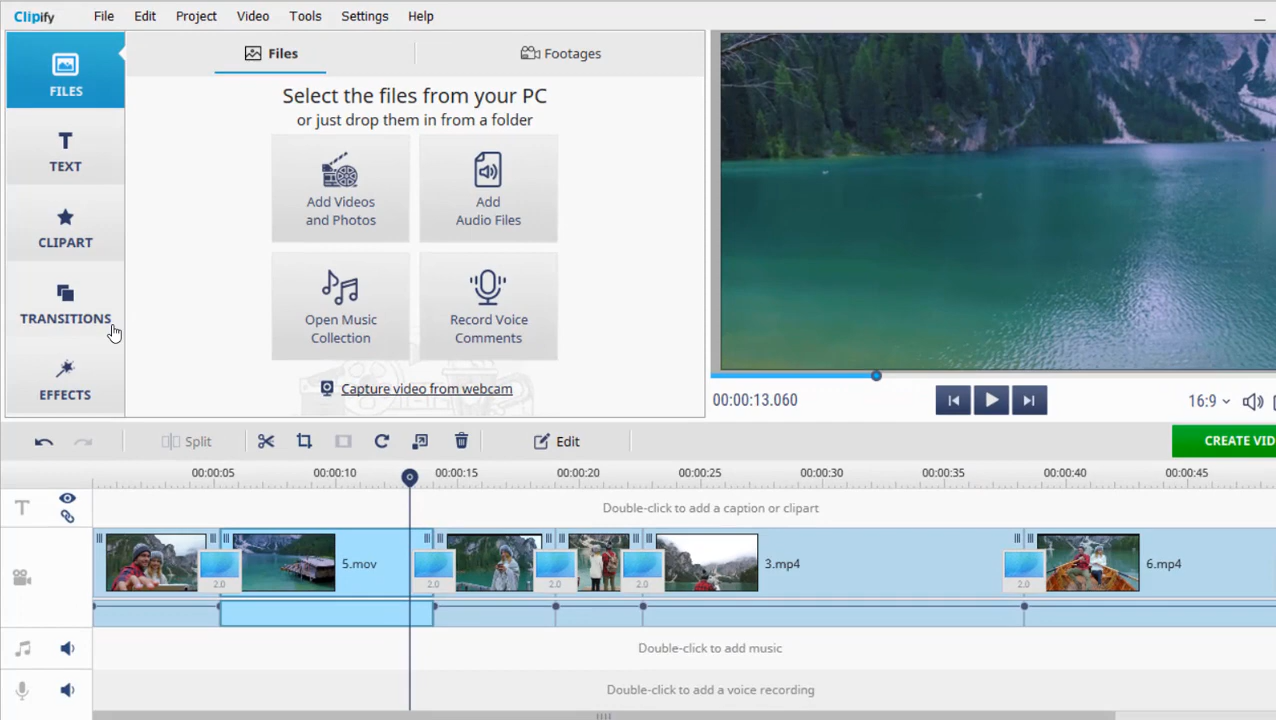 Clipify
File
Edit
Project
Video
Tools
Settings
Help
FILES
TEXT
CLIPART
TRANSITIONS
EFFECTS
Files
Footages
Select the files from your PC
or just drop them in from a folder
Add Videos
and Photos
Add
Audio Files
Open Music
Collection
Record Voice
Comments
Capture video from webcam
00:00:13.060
16:9
Split
Edit
CREATE VID
00:00:05
00:00:10
00:00:15
00:00:20
00:00:25
00:00:30
00:00:35
00:00:40
00:00:45
T
Double-click to add a caption or clipart
2.0
5.mov
2.0
2.0
2.0
3.mp4
2.0
6.mp4
Double-click to add music
Double-click to add a voice recording